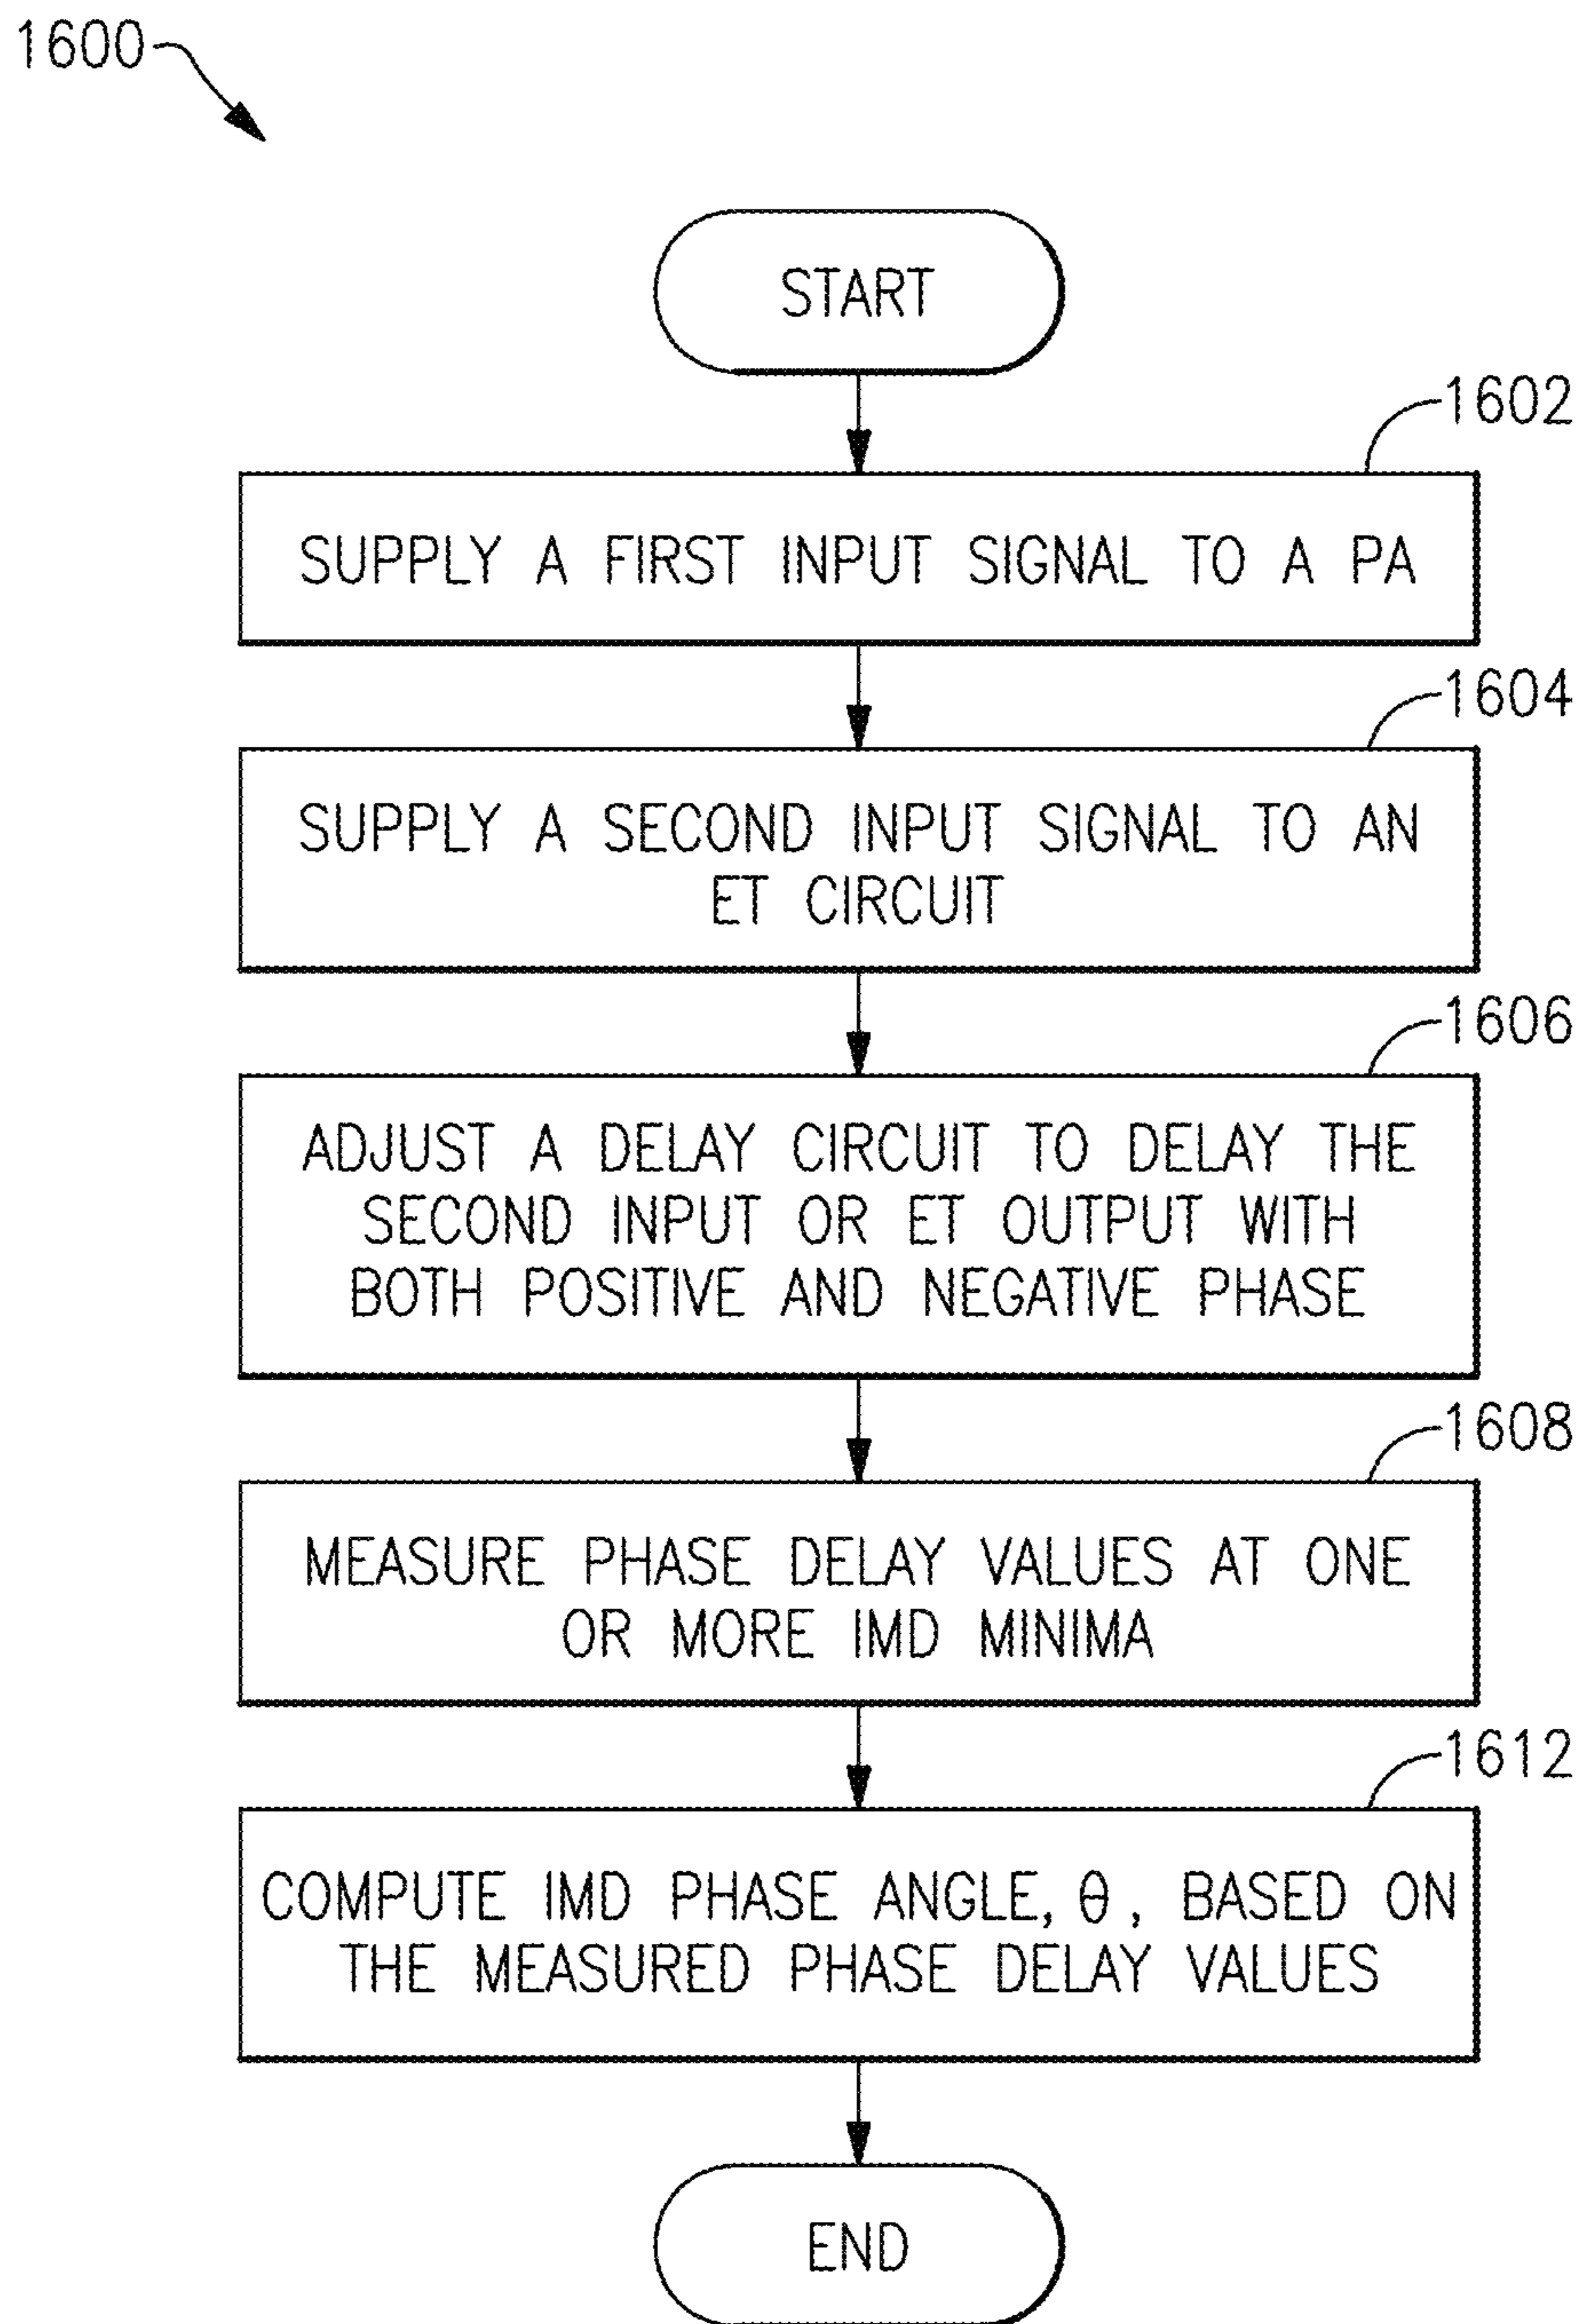 1600
START
1602
SUPPLY A FIRST INPUT SIGNAL TO A PA
1604
SUPPLY A SECOND INPUT SIGNAL TO AN
ET CIRCUIT
1606
ADJUST A DELAY CIRCUIT TO DELAY THE
SECOND INPUT OR ET OUTPUT WITH
BOTH POSITIVE AND NEGATIVE PHASE
1608
MEASURE PHASE DELAY VALUES AT ONE
OR MORE IMD MINIMA
1612
COMPUTE IMD PHASE ANGLE, θ, BASED ON
THE MEASURED PHASE DELAY VALUES
END